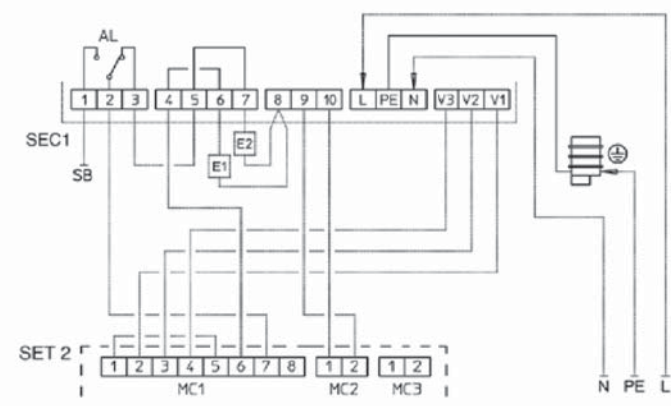 AL
1 2 3 4 5 6 7 8 9 10 L PE N V3 V2 V1
SEC1
E2
E1
SB
SET 2
1 2 3 4 5 6 7 8 1 2 1 2
MC1 MC2 MC3
N PE L